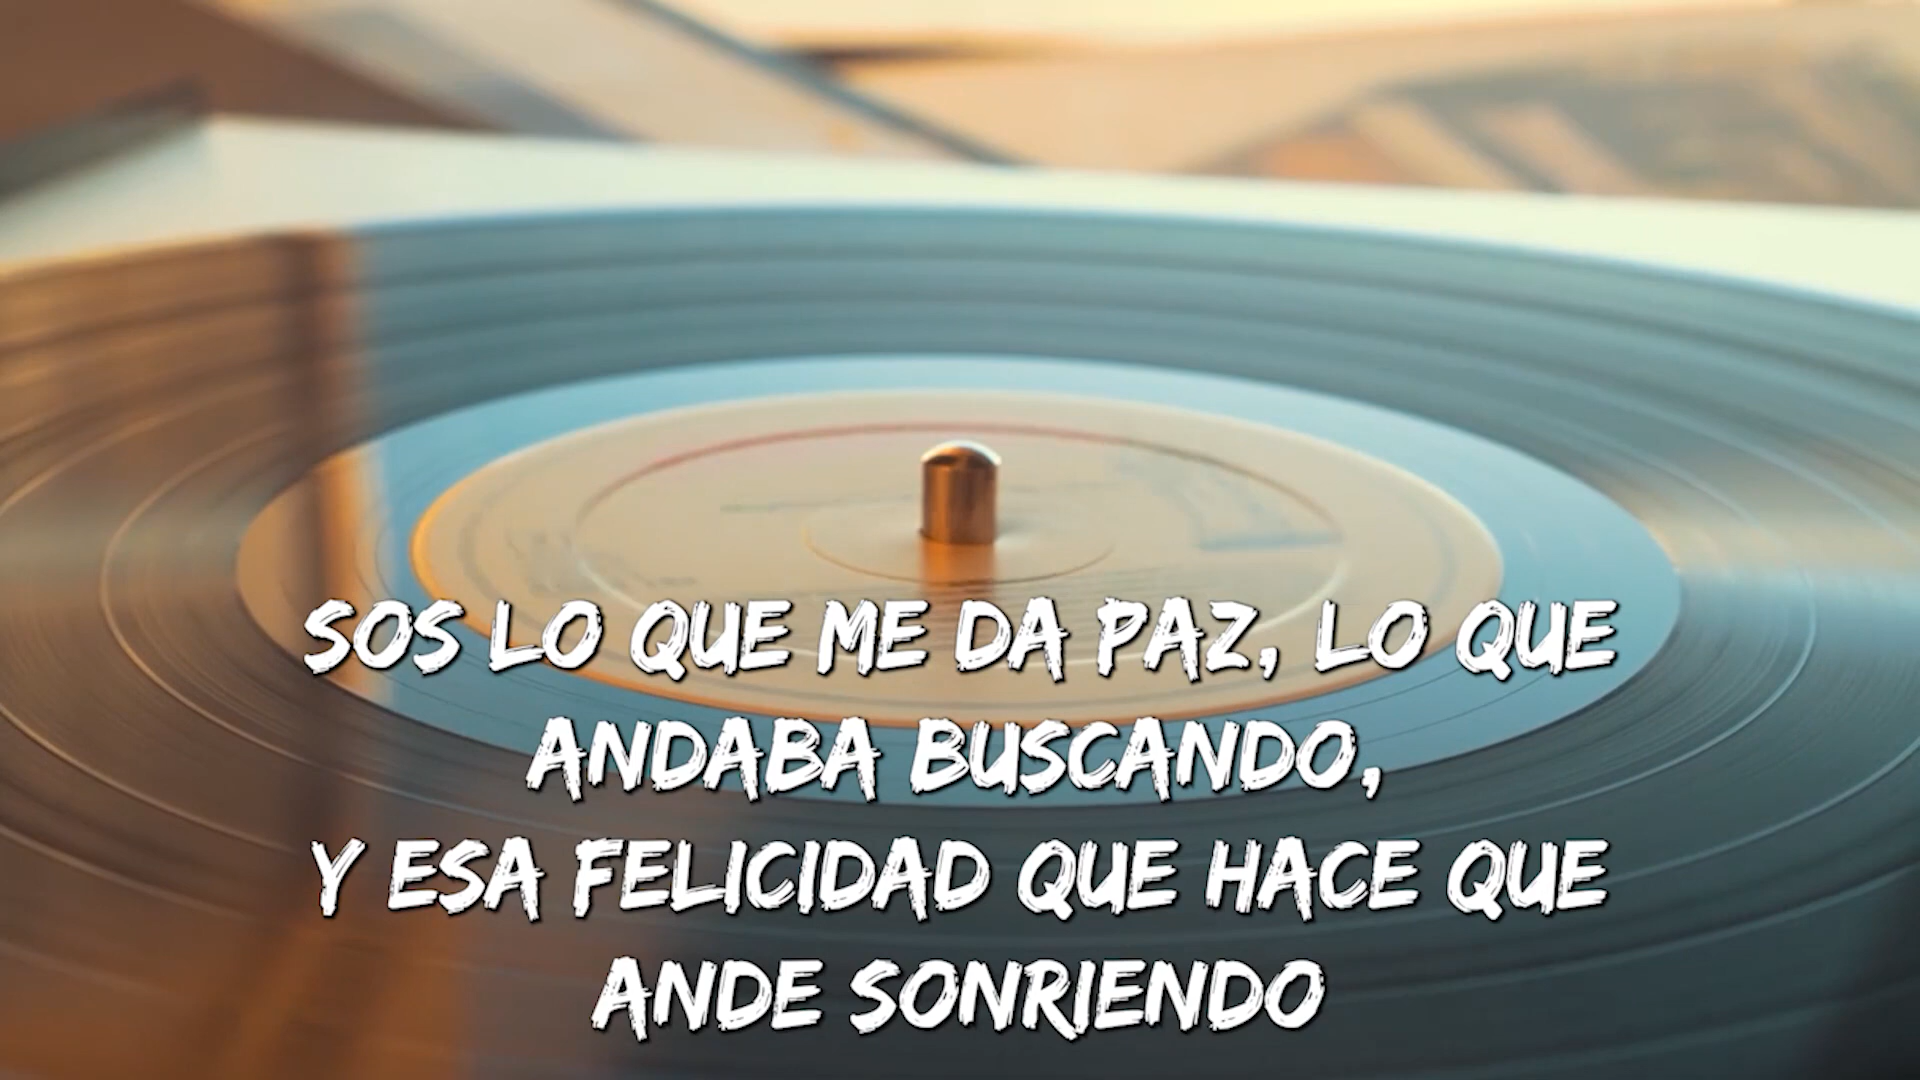 SOS LO QUE ME DA PAZ, LO QUE
ANDABA BUSCANDO,
Y ESA FELICIDAD QUE HACE QUE
ANDE SONRIENDO